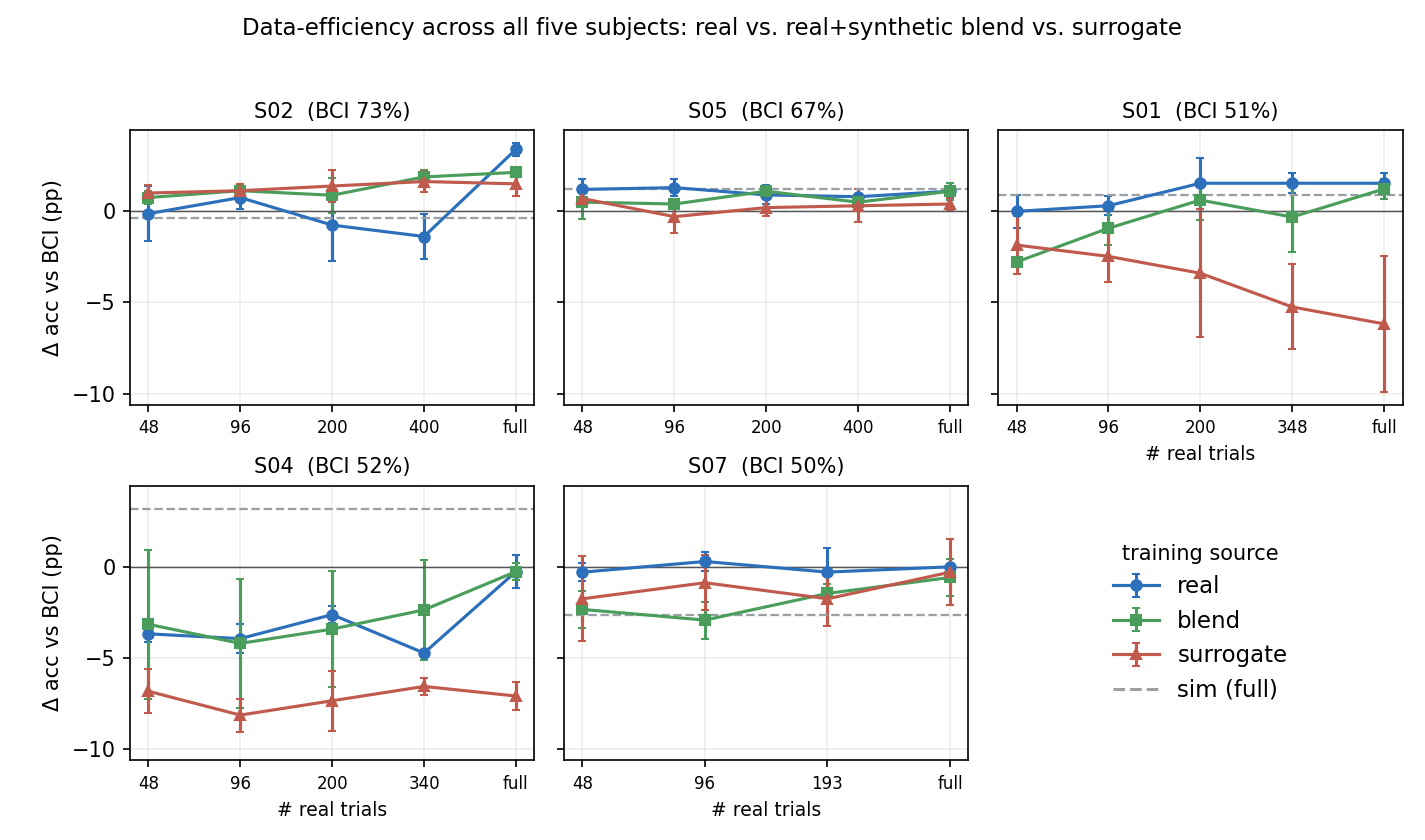 Data-efficiency across all five subjects: real vs. real+synthetic blend vs. surrogate
S02  (BCI 73%)
Δ acc vs BCI (pp)
0
−5
−10
48 96 200 400 full
S05  (BCI 67%)
48 96 200 400 full
S01  (BCI 51%)
48 96 200 348 full
# real trials
S04  (BCI 52%)
Δ acc vs BCI (pp)
0
−5
−10
48 96 200 340 full
# real trials
S07  (BCI 50%)
48 96 193 full
# real trials
training source
real
blend
surrogate
sim (full)